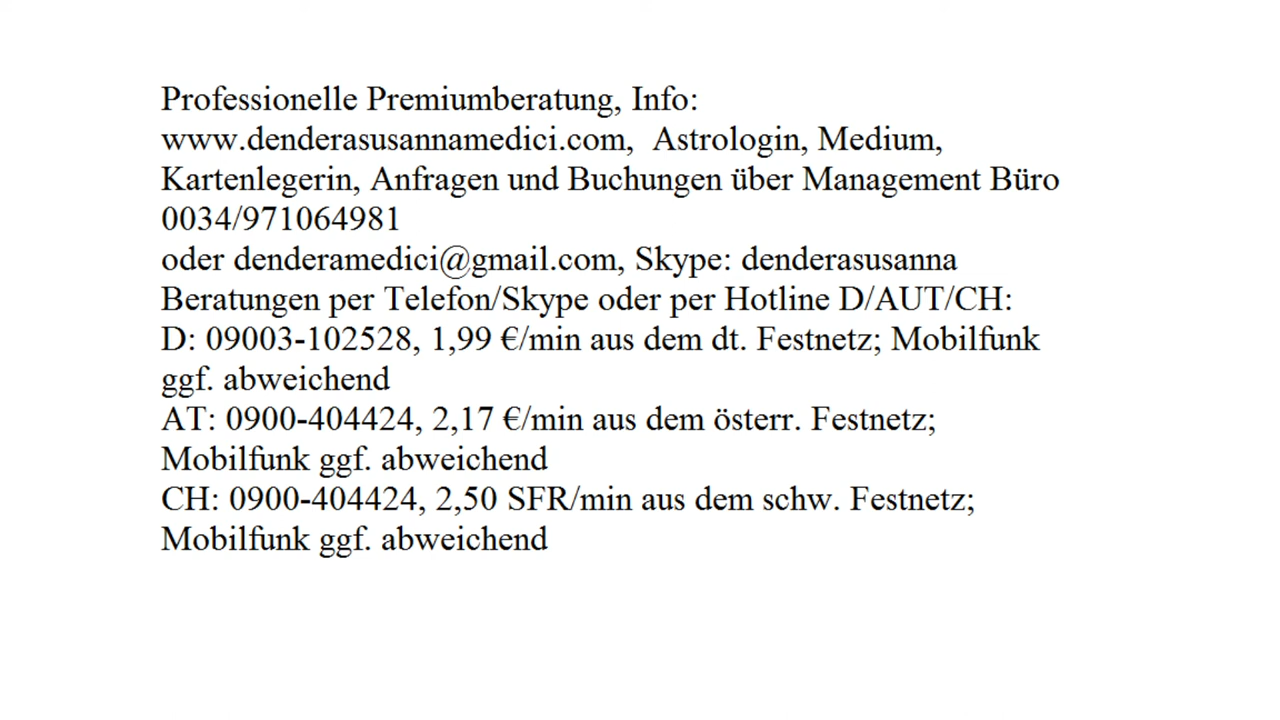 Professionelle Premiumberatung, Info:
www.denderasusannamedici.com,  Astrologin, Medium,
Kartenlegerin, Anfragen und Buchungen über Management Büro
0034/971064981
oder denderamedici@gmail.com, Skype: denderasusanna
Beratungen per Telefon/Skype oder per Hotline D/AUT/CH:
D: 09003-102528, 1,99 €/min aus dem dt. Festnetz; Mobilfunk
ggf. abweichend
AT: 0900-404424, 2,17 €/min aus dem österr. Festnetz;
Mobilfunk ggf. abweichend
CH: 0900-404424, 2,50 SFR/min aus dem schw. Festnetz;
Mobilfunk ggf. abweichend